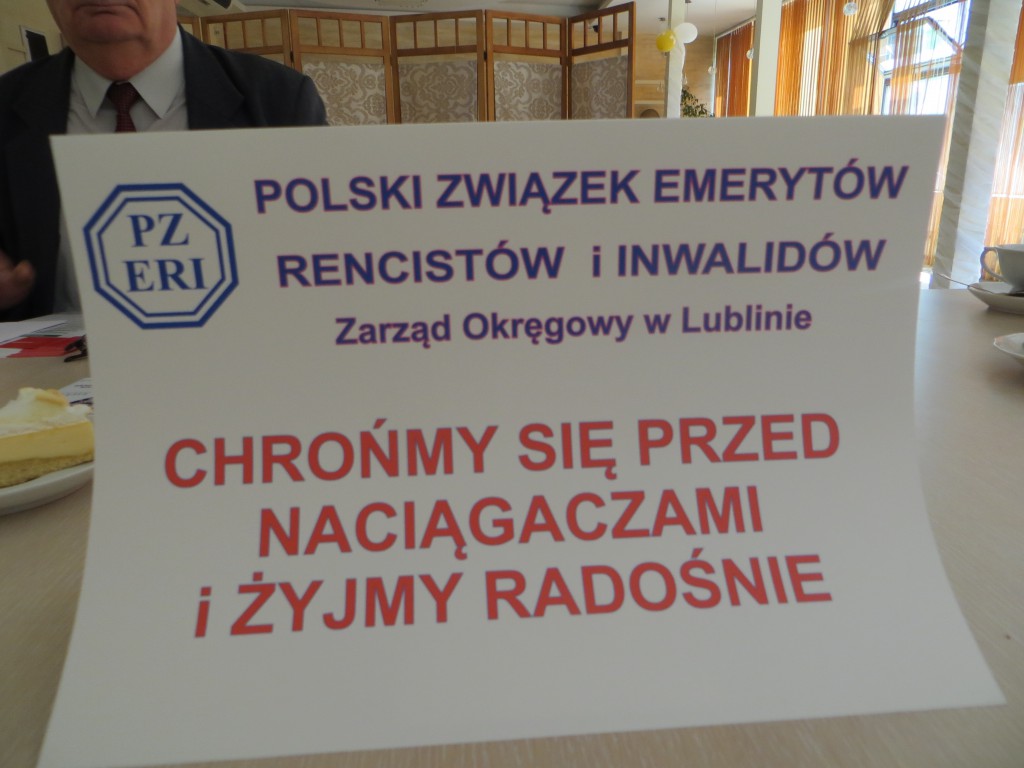 PZ
ERI
POLSKI ZWIĄZEK EMERYTÓW
RENCISTÓW i INWALIDÓW
Zarząd Okręgowy w Lublinie
CHROŃMY SIĘ PRZED
NACIĄGACZAMI
i ŻYJMY RADOŚNIE